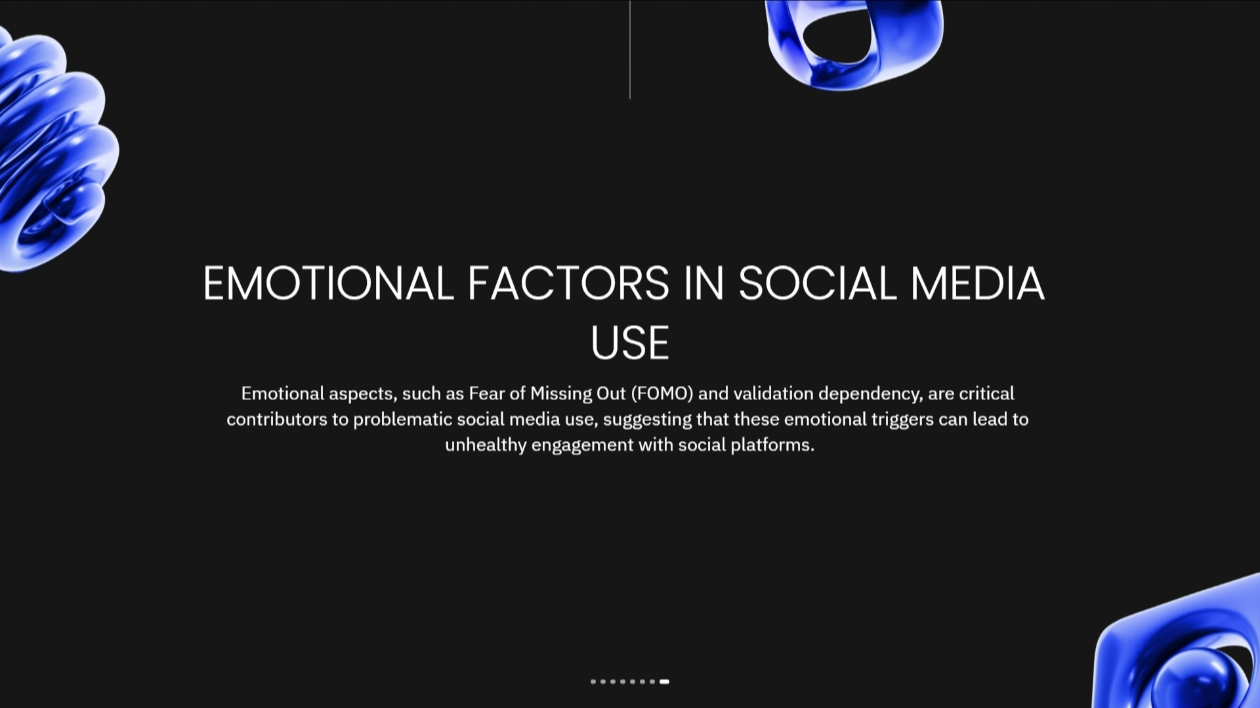 EMOTIONAL FACTORS IN SOCIAL MEDIA
USE
Emotional aspects, such as Fear of Missing Out (FOMO) and validation dependency, are critical
contributors to problematic social media use, suggesting that these emotional triggers can lead to
unhealthy engagement with social platforms.